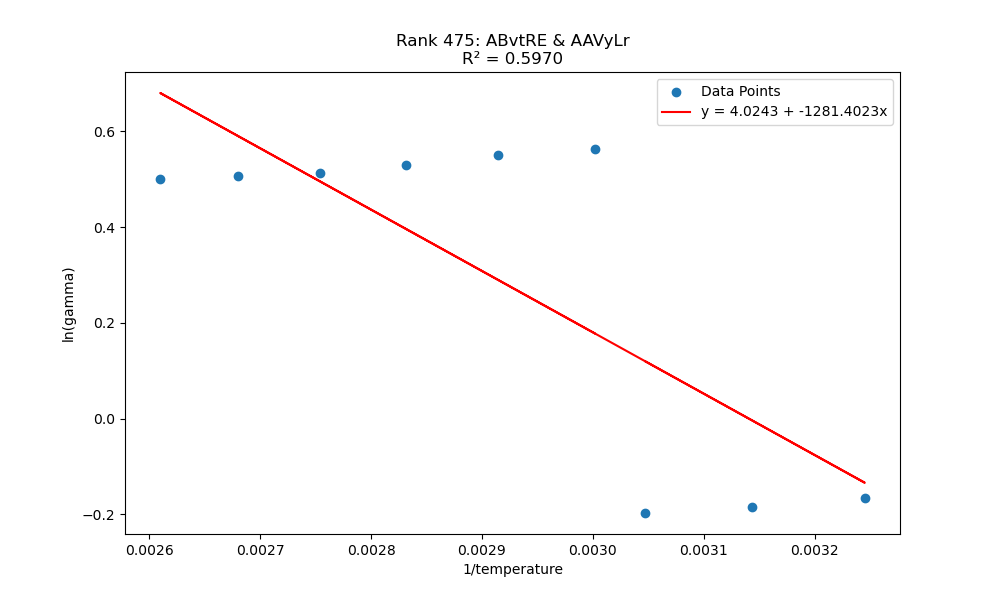 Rank 475: ABvtRE & AAVyLr
R² = 0.5970
Data Points
y = 4.0243 + -1281.4023x
ln(gamma)
0.6
0.4
0.2
0.0
−0.2
0.0026 0.0027 0.0028 0.0029 0.0030 0.0031 0.0032
1/temperature